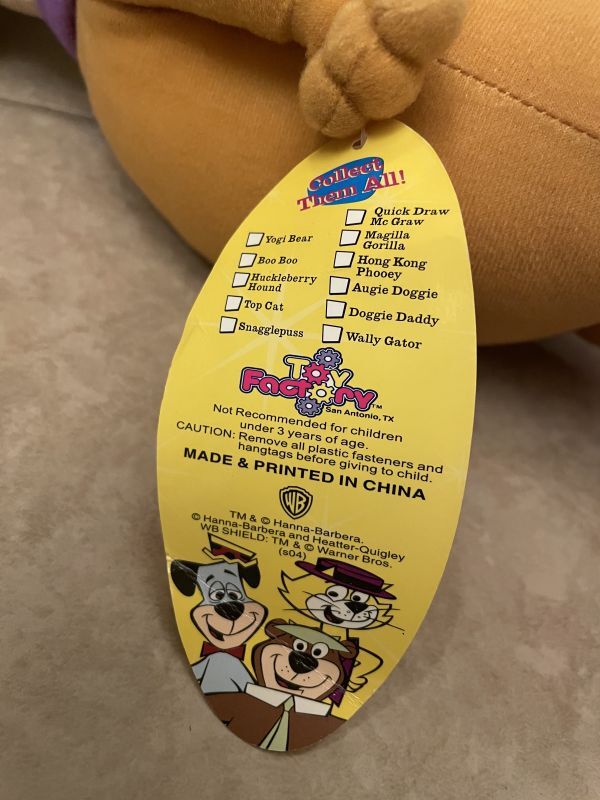 Collect
Them All!
Yogi Bear
Boo Boo
Huckleberry
Hound
Top Cat
Snagglepuss
Quick Draw
Mc Graw
Magilla
Gorilla
Hong Kong
Phooey
Augie Doggie
Doggie Daddy
Wally Gator
Toy
Factory™
San Antonio, TX
Not Recommended for children
under 3 years of age.
CAUTION: Remove all plastic fasteners and
hangtags before giving to child.
MADE & PRINTED IN CHINA
WB
TM & © Hanna-Barbera.
© Hanna-Barbera and Heatter-Quigley
WB SHIELD: TM & © Warner Bros.
(s04)